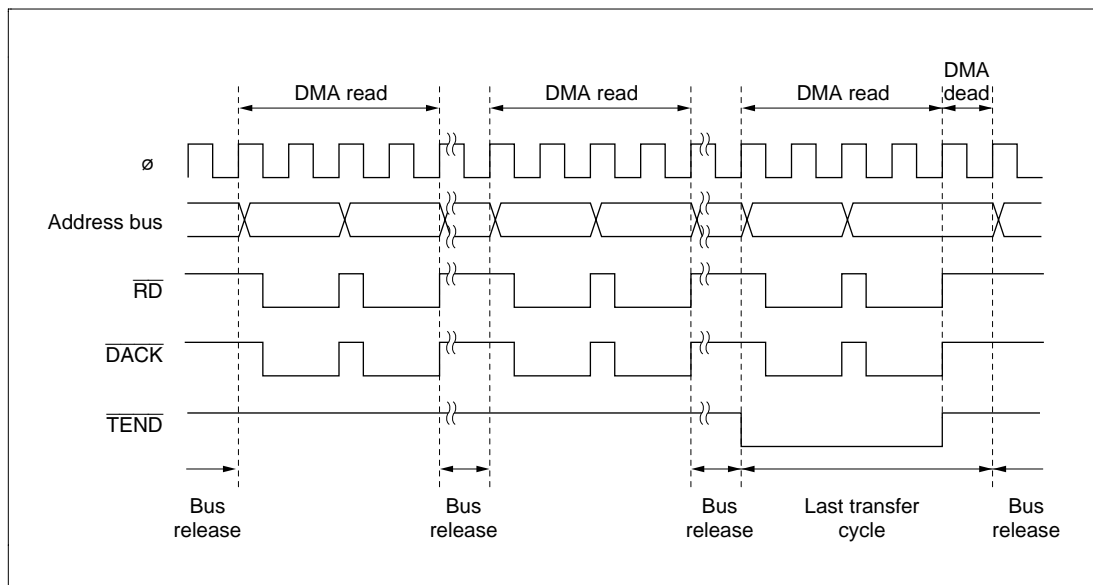 DMA
dead
DMA read
DMA read
DMA read
ø
Address bus
RD
DACK
TEND
Bus
release
Bus
release
Bus
release
Last transfer
cycle
Bus
release